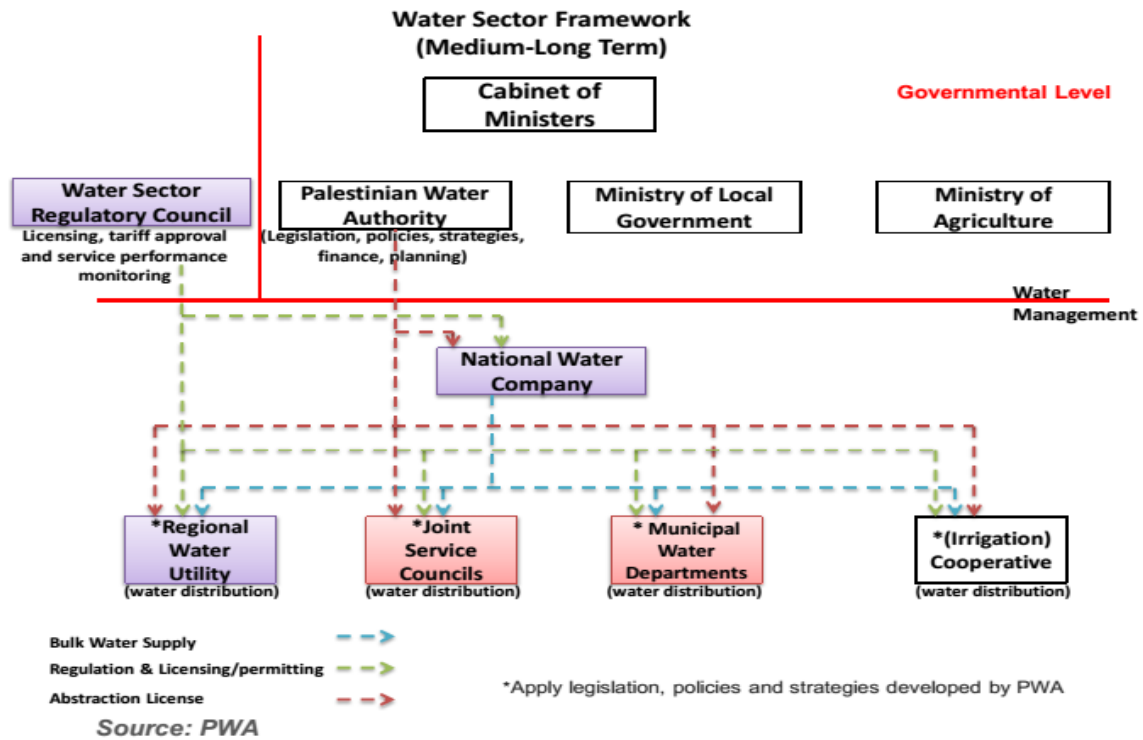 Water Sector Framework
(Medium-Long Term)
Cabinet of
Ministers
Governmental Level
Water Sector
Regulatory Council
Licensing, tariff approval
and service performance
monitoring
Palestinian Water
Authority
(Legislation, policies, strategies,
finance, planning)
Ministry of Local
Government
Ministry of
Agriculture
Water
Management
National Water
Company
*Regional
Water
Utility
(water distribution)
*Joint
Service
Councils
(water distribution)
* Municipal
Water
Departments
(water distribution)
*(Irrigation)
Cooperative
(water distribution)
Bulk Water Supply
Regulation & Licensing/permitting
Abstraction License
*Apply legislation, policies and strategies developed by PWA
Source: PWA